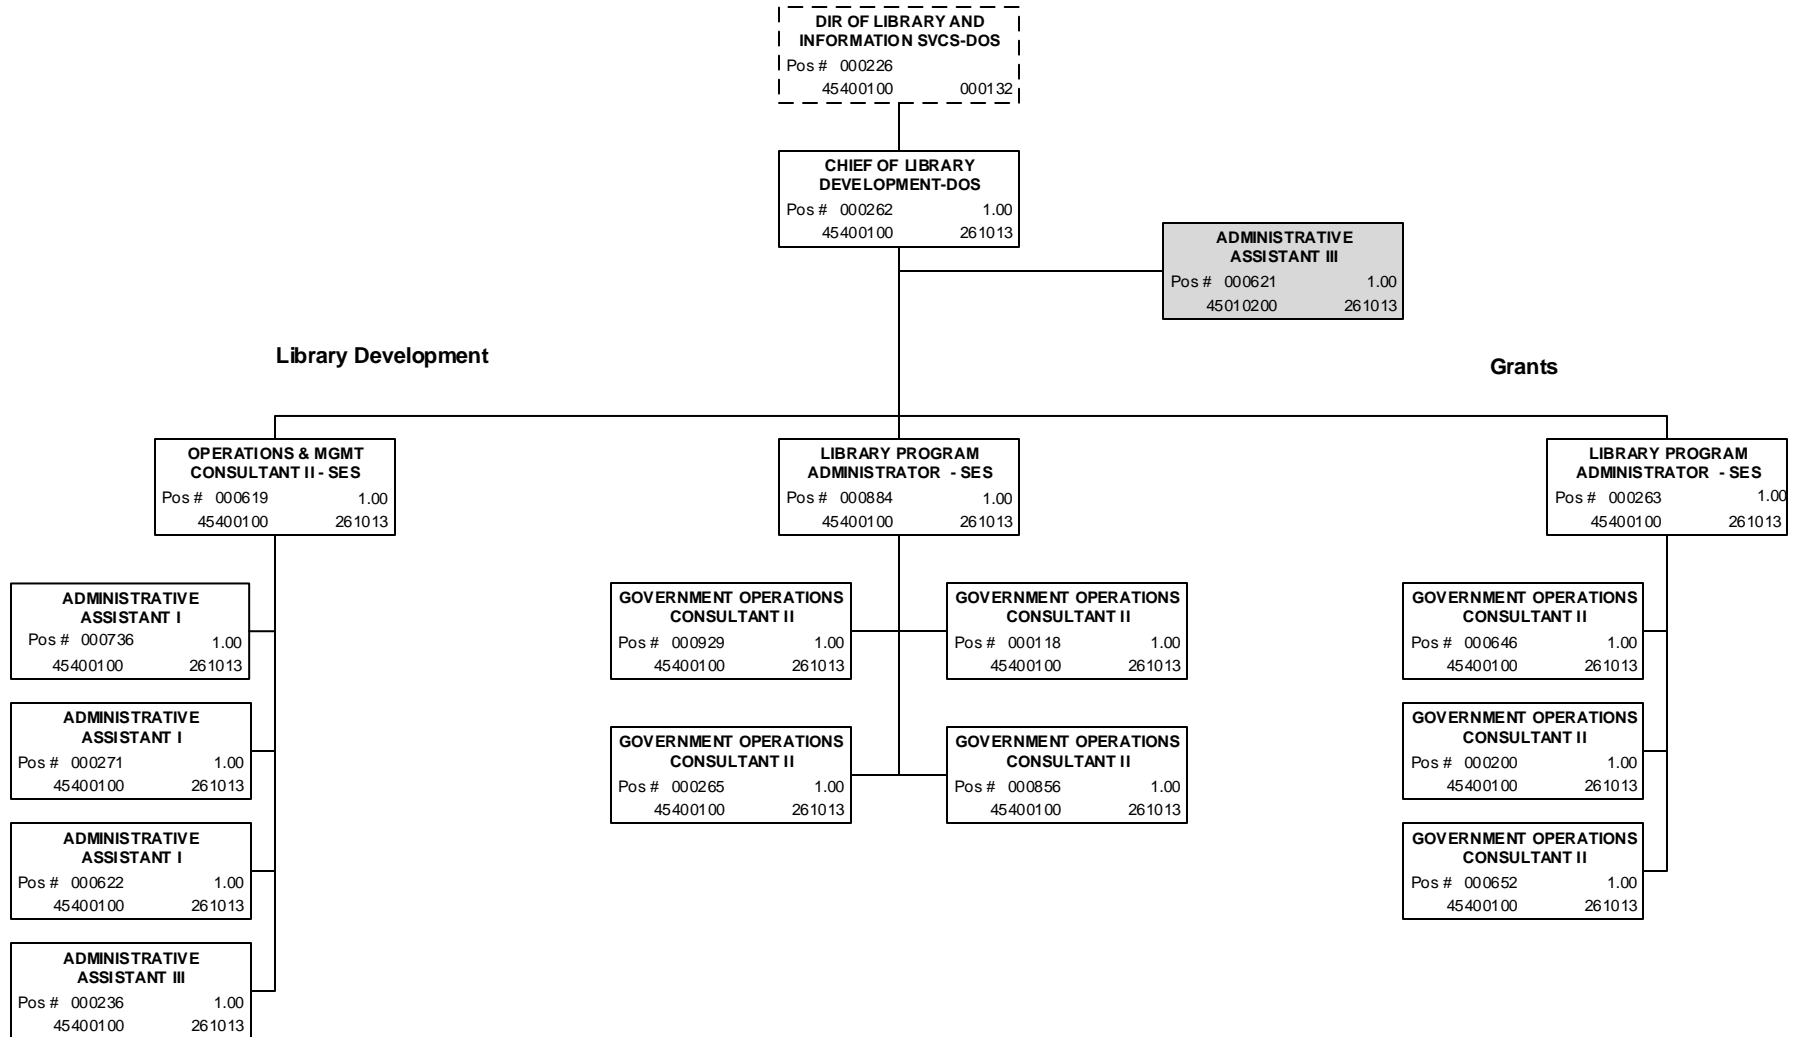 DIR OF LIBRARY AND
INFORMATION SVCS-DOS
Pos # 000226
45400100 000132
CHIEF OF LIBRARY
DEVELOPMENT-DOS
Pos # 000262 1.00
45400100 261013
ADMINISTRATIVE
ASSISTANT III
Pos # 000621 1.00
45010200 261013
Library Development
Grants
OPERATIONS & MGMT
CONSULTANT II - SES
Pos # 000619 1.00
45400100 261013
ADMINISTRATIVE
ASSISTANT I
Pos # 000736 1.00
45400100 261013
ADMINISTRATIVE
ASSISTANT I
Pos # 000271 1.00
45400100 261013
ADMINISTRATIVE
ASSISTANT I
Pos # 000622 1.00
45400100 261013
ADMINISTRATIVE
ASSISTANT III
Pos # 000236 1.00
45400100 261013
LIBRARY PROGRAM
ADMINISTRATOR - SES
Pos # 000884 1.00
45400100 261013
GOVERNMENT OPERATIONS
CONSULTANT II
Pos # 000929 1.00
45400100 261013
GOVERNMENT OPERATIONS
CONSULTANT II
Pos # 000118 1.00
45400100 261013
GOVERNMENT OPERATIONS
CONSULTANT II
Pos # 000265 1.00
45400100 261013
GOVERNMENT OPERATIONS
CONSULTANT II
Pos # 000856 1.00
45400100 261013
LIBRARY PROGRAM
ADMINISTRATOR - SES
Pos # 000263 1.00
45400100 261013
GOVERNMENT OPERATIONS
CONSULTANT II
Pos # 000646 1.00
45400100 261013
GOVERNMENT OPERATIONS
CONSULTANT II
Pos # 000200 1.00
45400100 261013
GOVERNMENT OPERATIONS
CONSULTANT II
Pos # 000652 1.00
45400100 261013